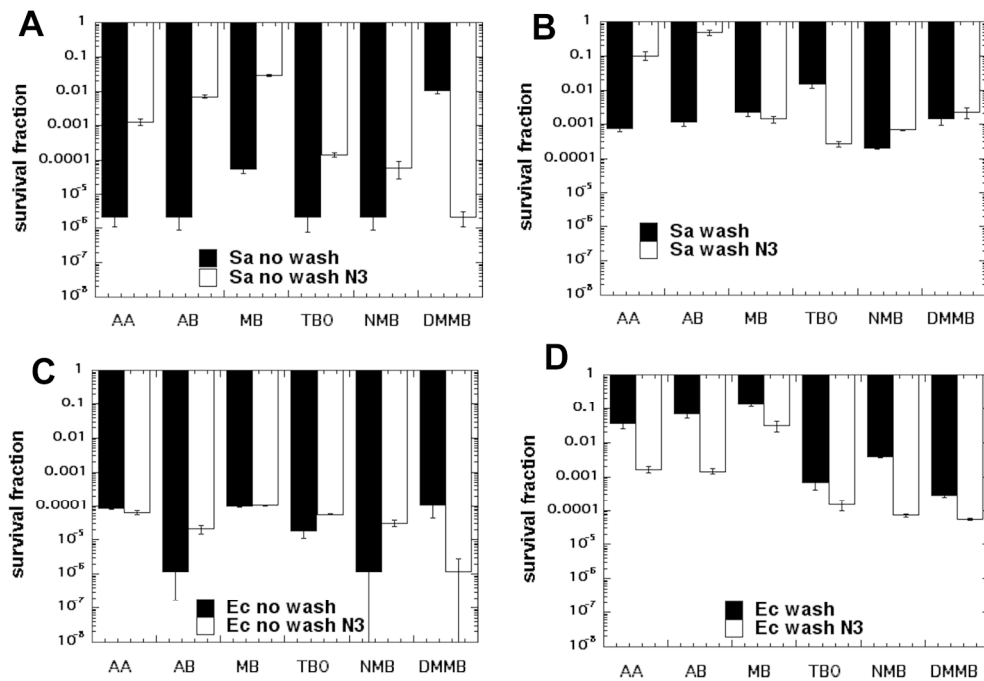 A
survival fraction
1
0.1
0.01
0.001
0.0001
10-5
10-6
10-7
10-8
Sa no wash
Sa no wash N3
AA AB MB TBO NMB DMMB
B
survival fraction
1
0.1
0.01
0.001
0.0001
10-5
10-6
10-7
10-8
Sa wash
Sa wash N3
AA AB MB TBO NMB DMMB
C
survival fraction
1
0.1
0.01
0.001
0.0001
10-5
10-6
10-7
10-8
Ec no wash
Ec no wash N3
AA AB MB TBO NMB DMMB
D
survival fraction
1
0.1
0.01
0.001
0.0001
10-5
10-6
10-7
10-8
Ec wash
Ec wash N3
AA AB MB TBO NMB DMMB